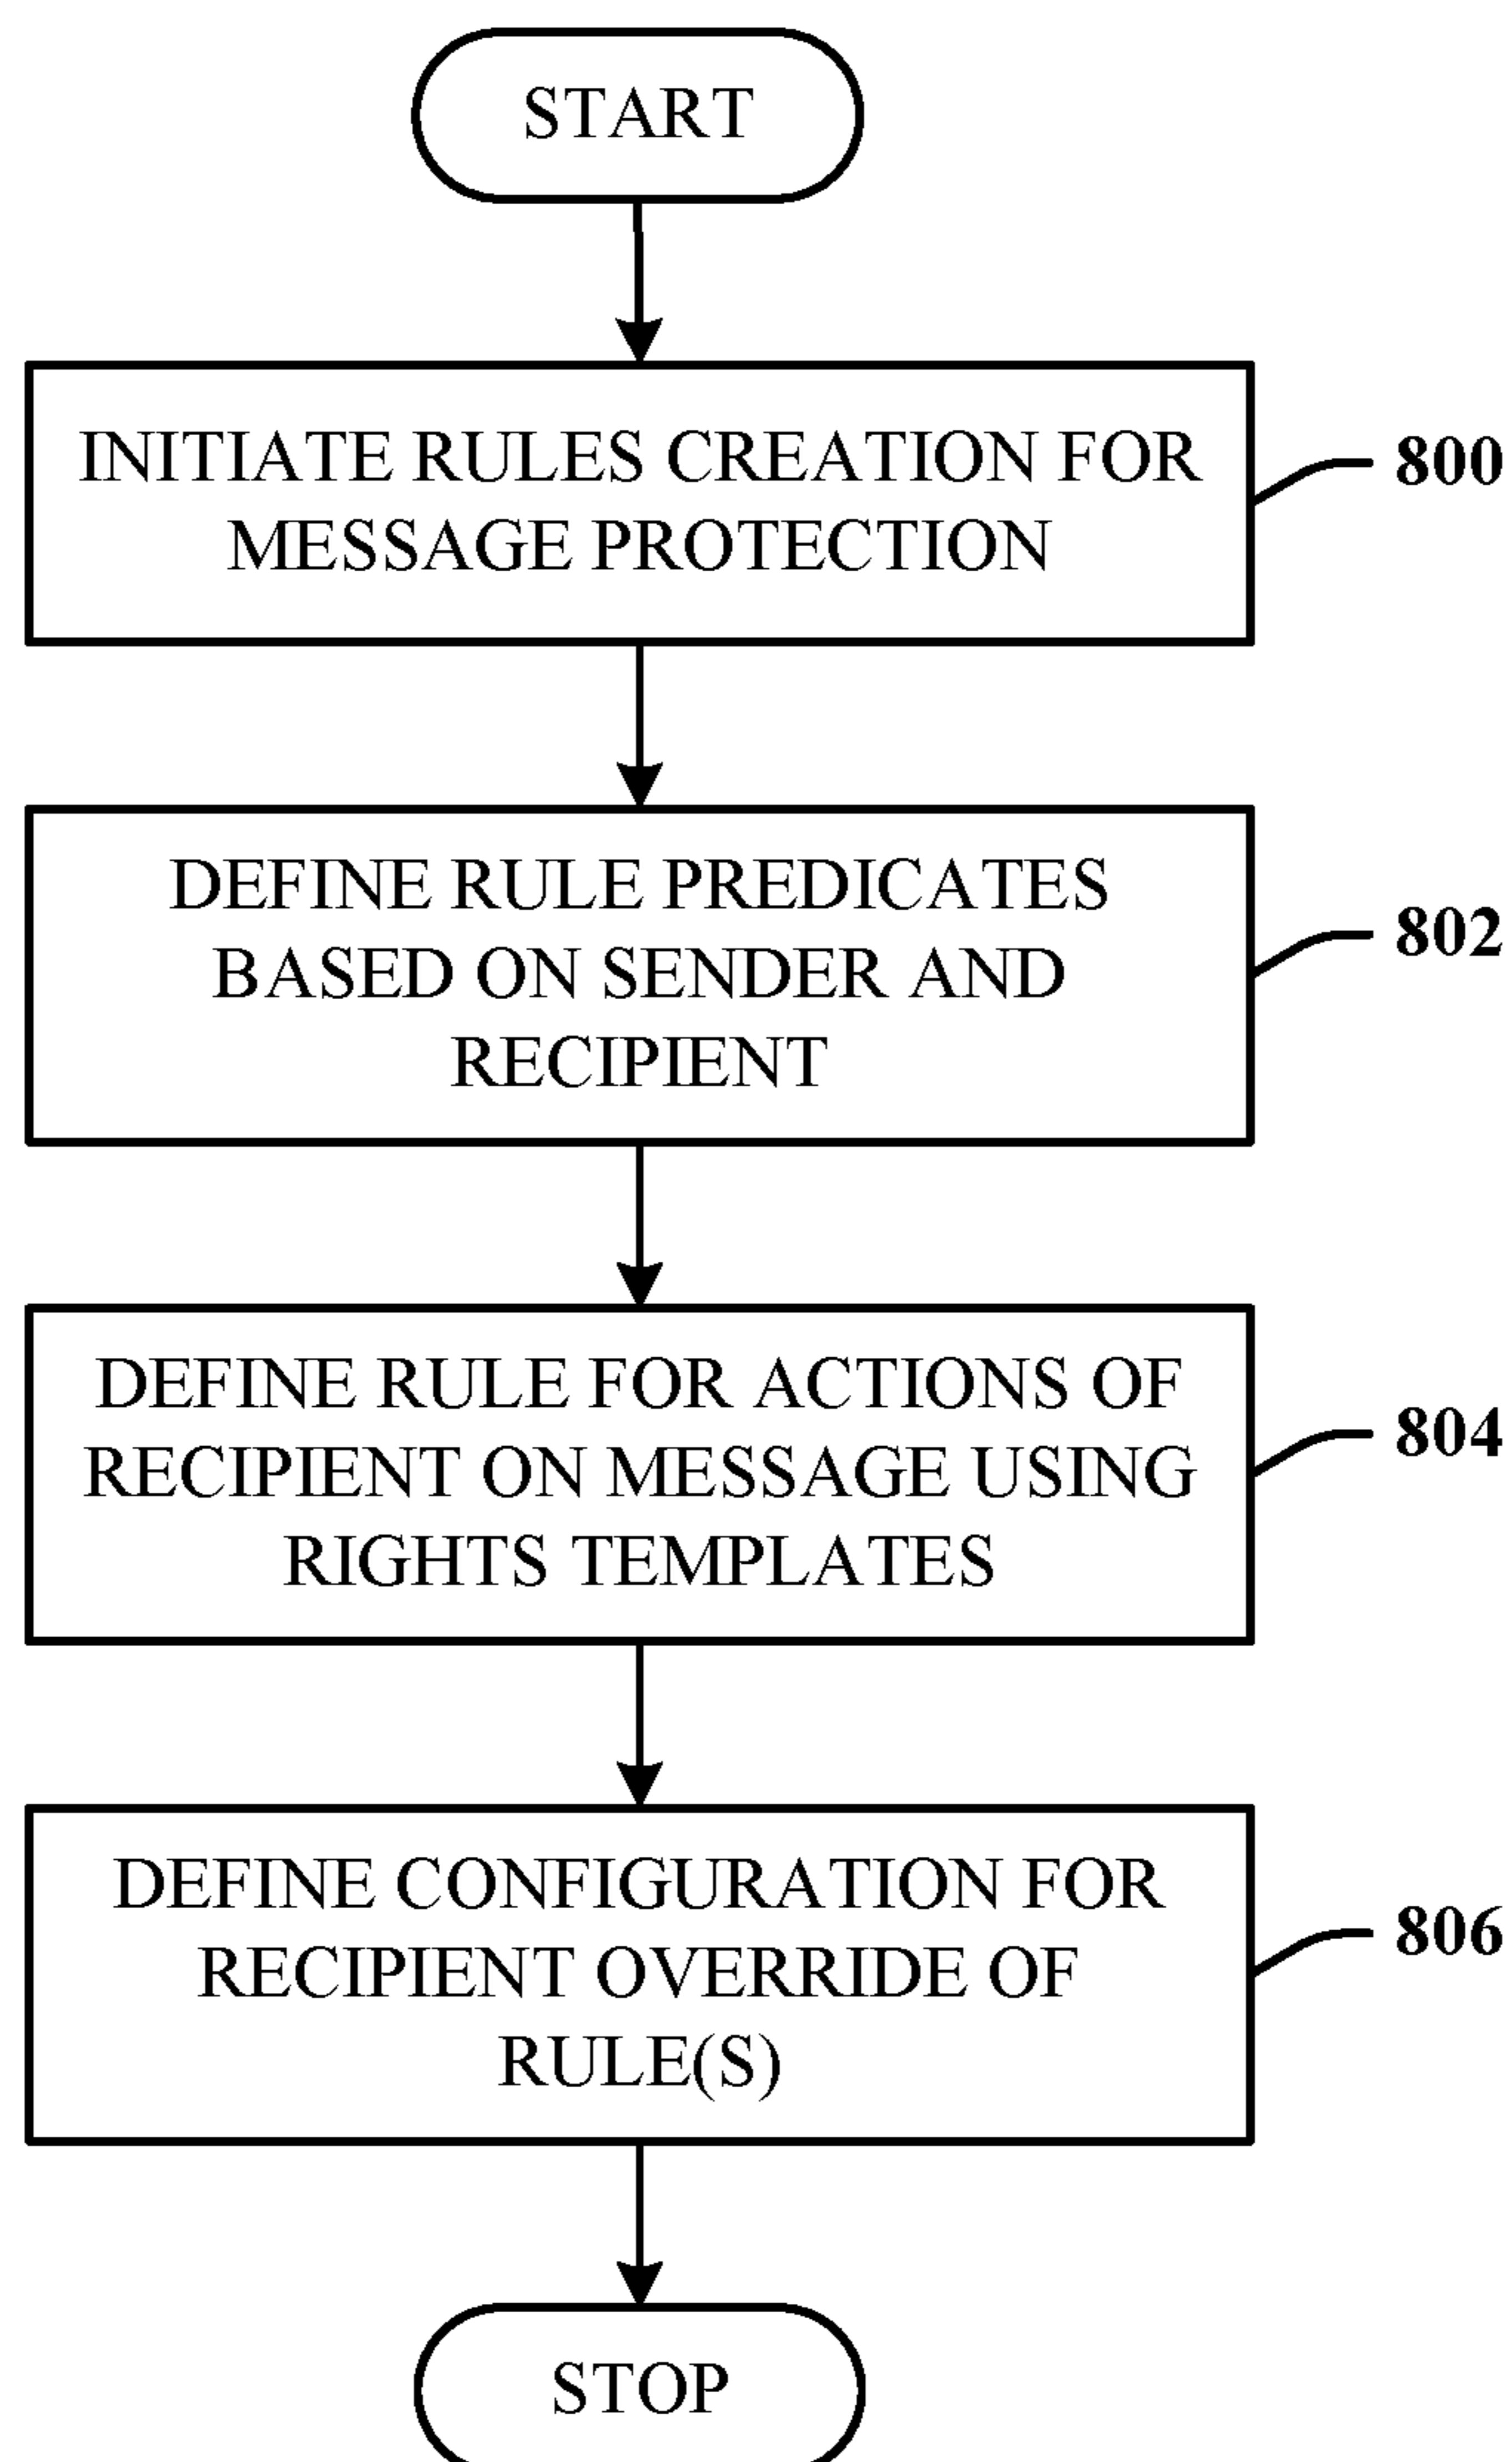 START
INITIATE RULES CREATION FOR
MESSAGE PROTECTION
800
DEFINE RULE PREDICATES
BASED ON SENDER AND
RECIPIENT
802
DEFINE RULE FOR ACTIONS OF
RECIPIENT ON MESSAGE USING
RIGHTS TEMPLATES
804
DEFINE CONFIGURATION FOR
RECIPIENT OVERRIDE OF
RULE(S)
806
STOP